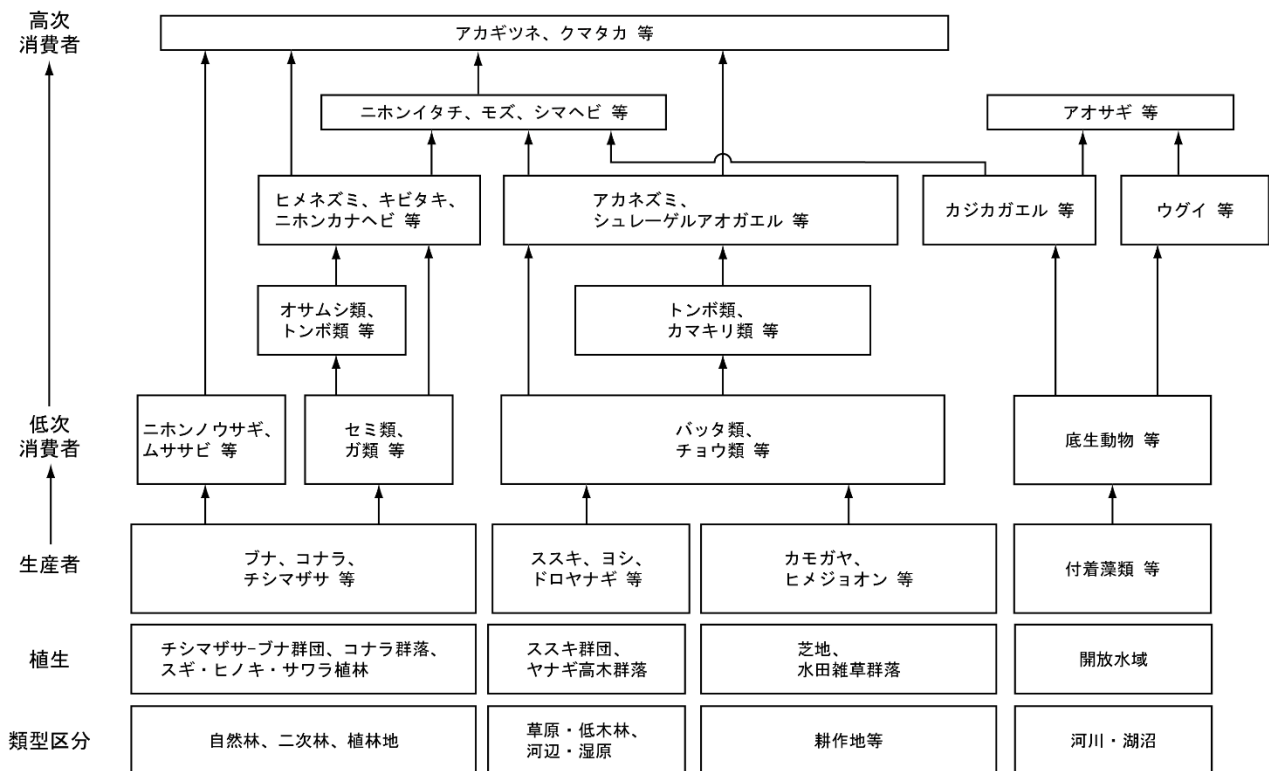 高次
消費者
アカギツネ、クマタカ 等
ニホンイタチ、モズ、シマヘビ 等
アオサギ 等
ヒメネズミ、キビタキ、
ニホンカナヘビ 等
アカネズミ、
シュレーゲルアオガエル 等
カジカガエル 等
ウグイ 等
オサムシ類、
トンボ類 等
トンボ類、
カマキリ類 等
低次
消費者
ニホンノウサギ、
ムササビ 等
セミ類、
ガ類 等
バッタ類、
チョウ類 等
底生動物 等
生産者
ブナ、コナラ、
チシマザサ 等
ススキ、ヨシ、
ドロヤナギ 等
カモガヤ、
ヒメジョオン 等
付着藻類 等
植生
チシマザサ-ブナ群団、コナラ群落、
スギ・ヒノキ・サワラ植林
ススキ群団、
ヤナギ高木群落
芝地、
水田雑草群落
開放水域
類型区分
自然林、二次林、植林地
草原・低木林、
河辺・湿原
耕作地等
河川・湖沼